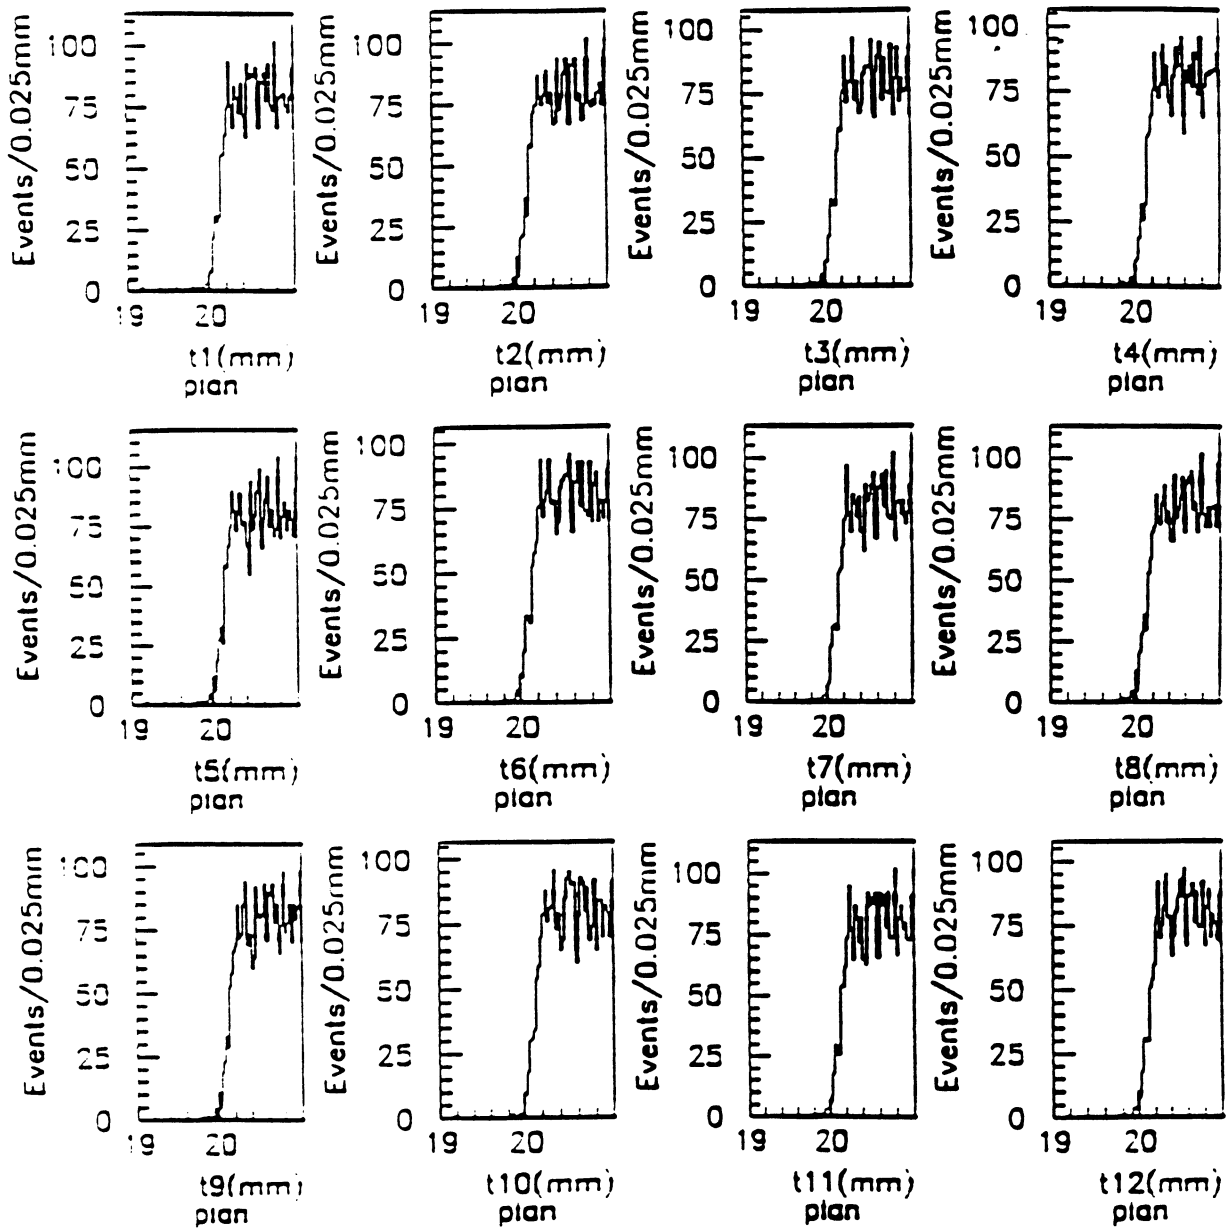 Events/0.025mm
100
75
50
25
0
19 20
t1(mm)
plan
Events/0.025mm
100
75
50
25
0
19 20
t2(mm)
plan
Events/0.025mm
100
75
50
25
0
19 20
t3(mm)
plan
Events/0.025mm
100
75
50
25
0
19 20
t4(mm)
plan
Events/0.025mm
100
75
50
25
0
19 20
t5(mm)
plan
Events/0.025mm
100
75
50
25
0
19 20
t6(mm)
plan
Events/0.025mm
100
75
50
25
0
19 20
t7(mm)
plan
Events/0.025mm
100
75
50
25
0
19 20
t8(mm)
plan
Events/0.025mm
100
75
50
25
0
19 20
t9(mm)
plan
Events/0.025mm
100
75
50
25
0
19 20
t10(mm)
plan
Events/0.025mm
100
75
50
25
0
19 20
t11(mm)
plan
Events/0.025mm
100
75
50
25
0
19 20
t12(mm)
plan